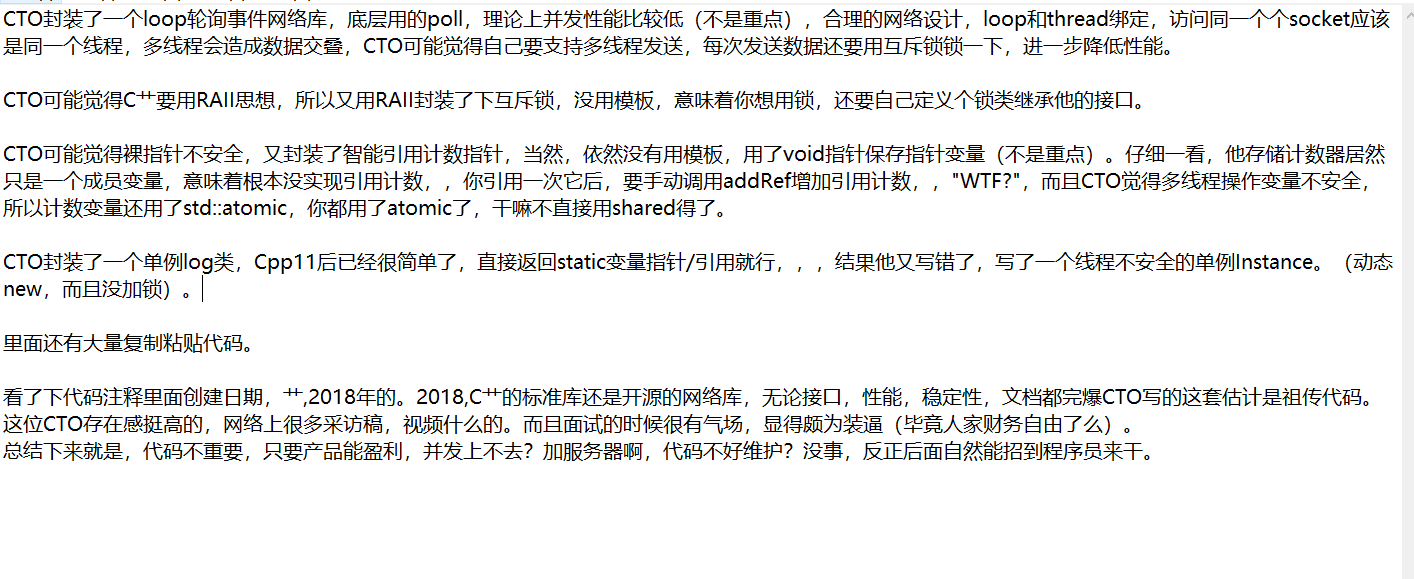 CTO封装了一个loop轮询事件网络库，底层用的poll，理论上并发性能比较低（不是重点），合理的网络设计，loop和thread绑定，访问同一个个socket应该
是同一个线程，多线程会造成数据交叠，CTO可能觉得自己要支持多线程发送，每次发送数据还要用互斥锁锁一下，进一步降低性能。
CTO可能觉得C艹要用RAII思想，所以又用RAII封装了下互斥锁，没用模板，意味着你想用锁，还要自己定义个锁类继承他的接口。
CTO可能觉得裸指针不安全，又封装了智能引用计数指针，当然，依然没有用模板，用了void指针保存指针变量（不是重点）。仔细一看，他存储计数器居然
只是一个成员变量，意味着根本没实现引用计数，，你引用一次它后，要手动调用addRef增加引用计数，，"WTF?"，而且CTO觉得多线程操作变量不安全，
所以计数变量还用了std::atomic，你都用了atomic了，干嘛不直接用shared得了。
CTO封装了一个单例log类，Cpp11后已经很简单了，直接返回static变量指针/引用就行，，，结果他又写错了，写了一个线程不安全的单例Instance。（动态
new，而且没加锁）。
里面还有大量复制粘贴代码。
看了下代码注释里面创建日期，艹,2018年的。2018,C艹的标准库还是开源的网络库，无论接口，性能，稳定性，文档都完爆CTO写的这套估计是祖传代码。
这位CTO存在感挺高的，网络上很多采访稿，视频什么的。而且面试的时候很有气场，显得颇为装逼（毕竟人家财务自由了么）。
总结下来就是，代码不重要，只要产品能盈利，并发上不去？加服务器啊，代码不好维护？没事，反正后面自然能招到程序员来干。